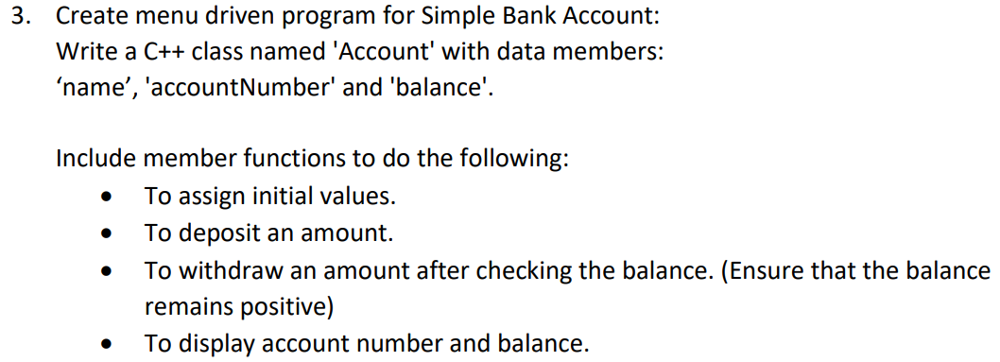 3. Create menu driven program for Simple Bank Account:
Write a C++ class named 'Account' with data members:
‘name’, 'accountNumber' and 'balance'.
Include member functions to do the following:
• To assign initial values.
• To deposit an amount.
• To withdraw an amount after checking the balance. (Ensure that the balance
remains positive)
• To display account number and balance.